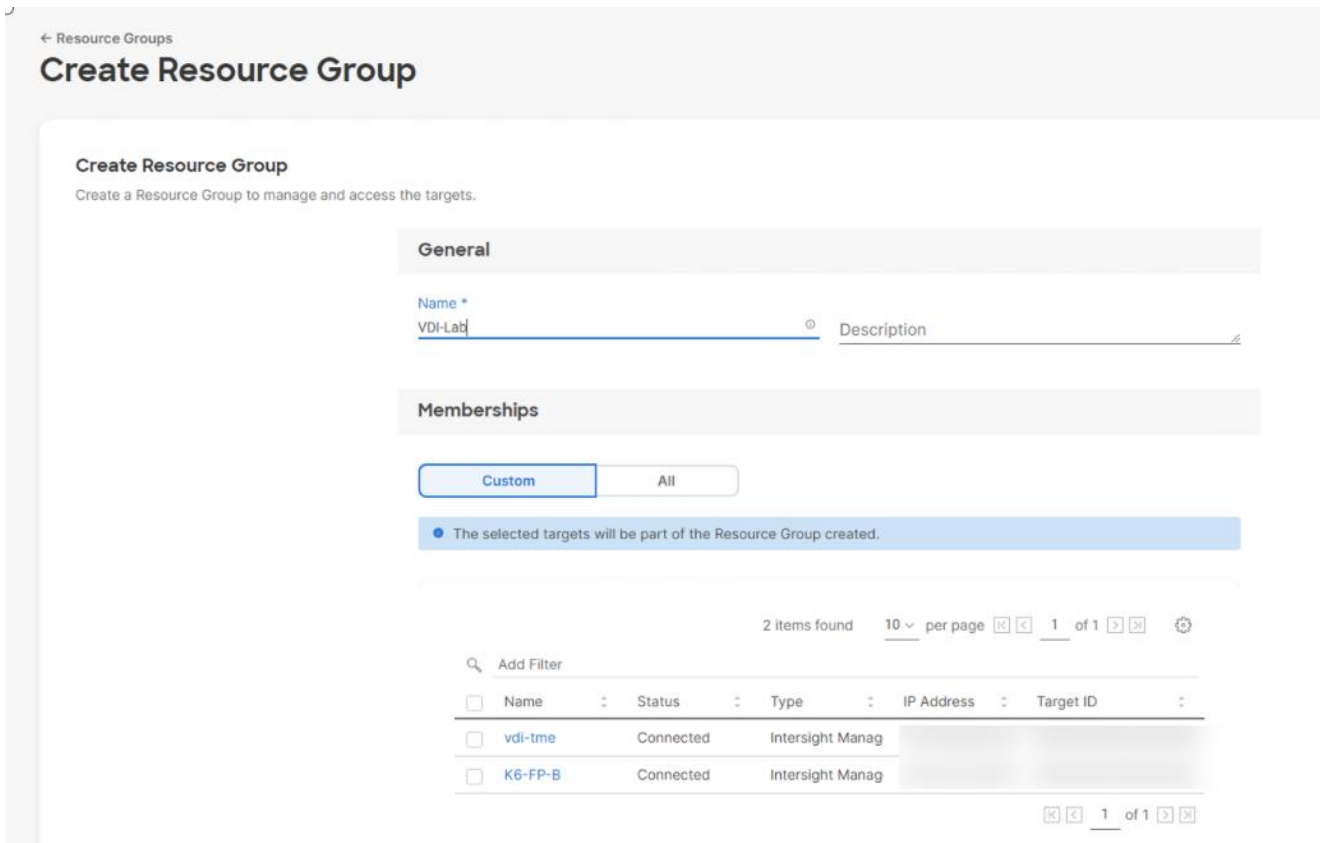 ← Resource Groups
Create Resource Group
Create Resource Group
Create a Resource Group to manage and access the targets.
General
Name *
VDI-Lab
Description
Memberships
Custom All
The selected targets will be part of the Resource Group created.
2 items found 10 per page 1 of 1
Add Filter
Name Status Type IP Address Target ID
vdi-tme Connected Intersight Manag
K6-FP-B Connected Intersight Manag
1 of 1